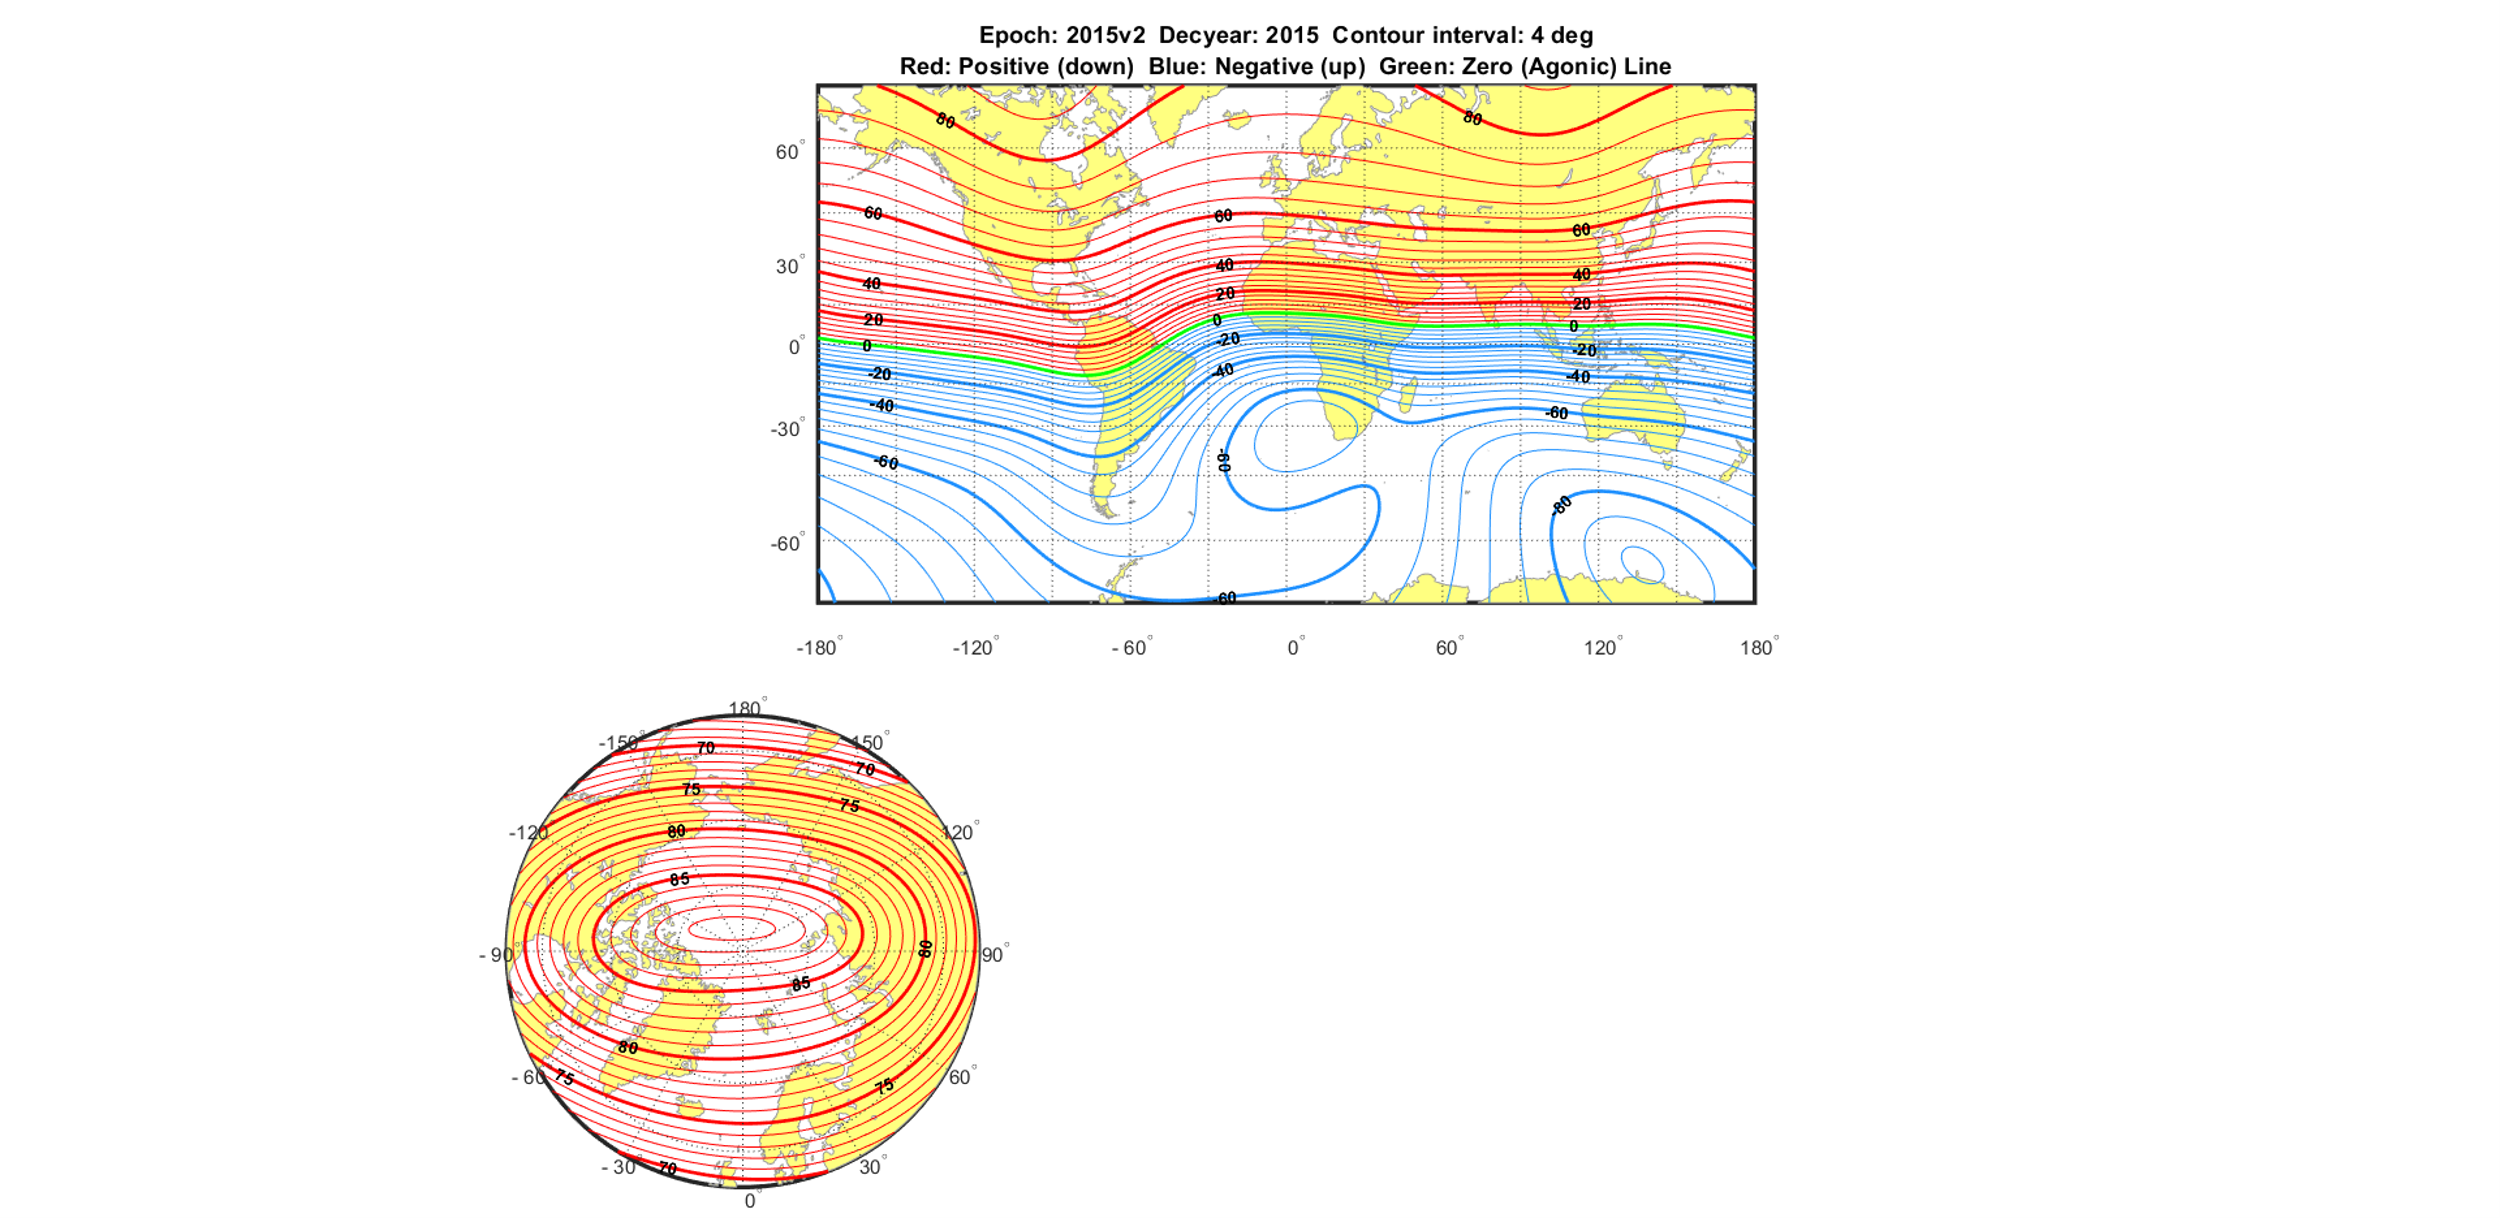 Epoch: 2015v2 Decyear: 2015 Contour interval: 4 deg
Red: Positive (down) Blue: Negative (up) Green: Zero (Agonic) Line
80 80
60°
60 60 60
30°
40 40 40
20 20 20
0° 0 0 0
-20 -20 -20
-40 -40 -40
-30°
-60 -60 -60
-80
-60°
-60
-180° -120° -60° 0° 60° 120° 180°
180°
-150° 70 150°
70
75 75
-120° 80 120°
85
-90° 80 90°
85
80
-60° 75 75 60°
-30° 70 30°
0°